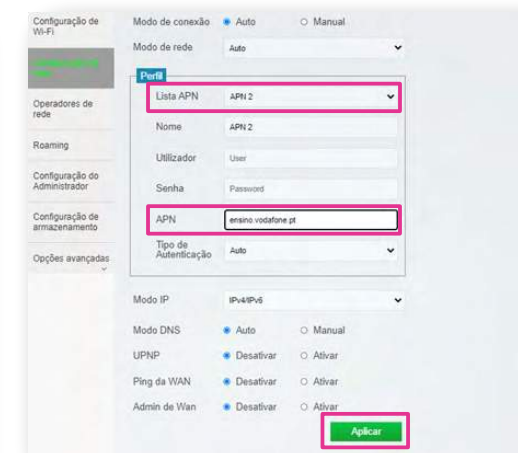 Configuração de
Wi-Fi
Operadores de
rede
Roaming
Configuração do
Administrador
Configuração de
armazenamento
Opções avançadas
Modo de conexão Auto Manual
Modo de rede Auto
Perfil
Lista APN APN 2
Nome APN 2
Utilizador User
Senha Password
APN ensino.vodafone.pt
Tipo de
Autenticação Auto
Modo IP IPv4/IPv6
Modo DNS Auto Manual
UPNP Desativar Ativar
Ping da WAN Desativar Ativar
Admin de Wan Desativar Ativar
Aplicar